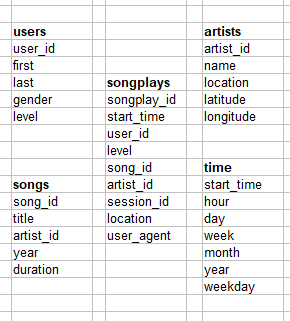 users
user_id
first
last
gender
level
songs
song_id
title
artist_id
year
duration
songplays
songplay_id
start_time
user_id
level
song_id
artist_id
session_id
location
user_agent
artists
artist_id
name
location
latitude
longitude
time
start_time
hour
day
week
month
year
weekday